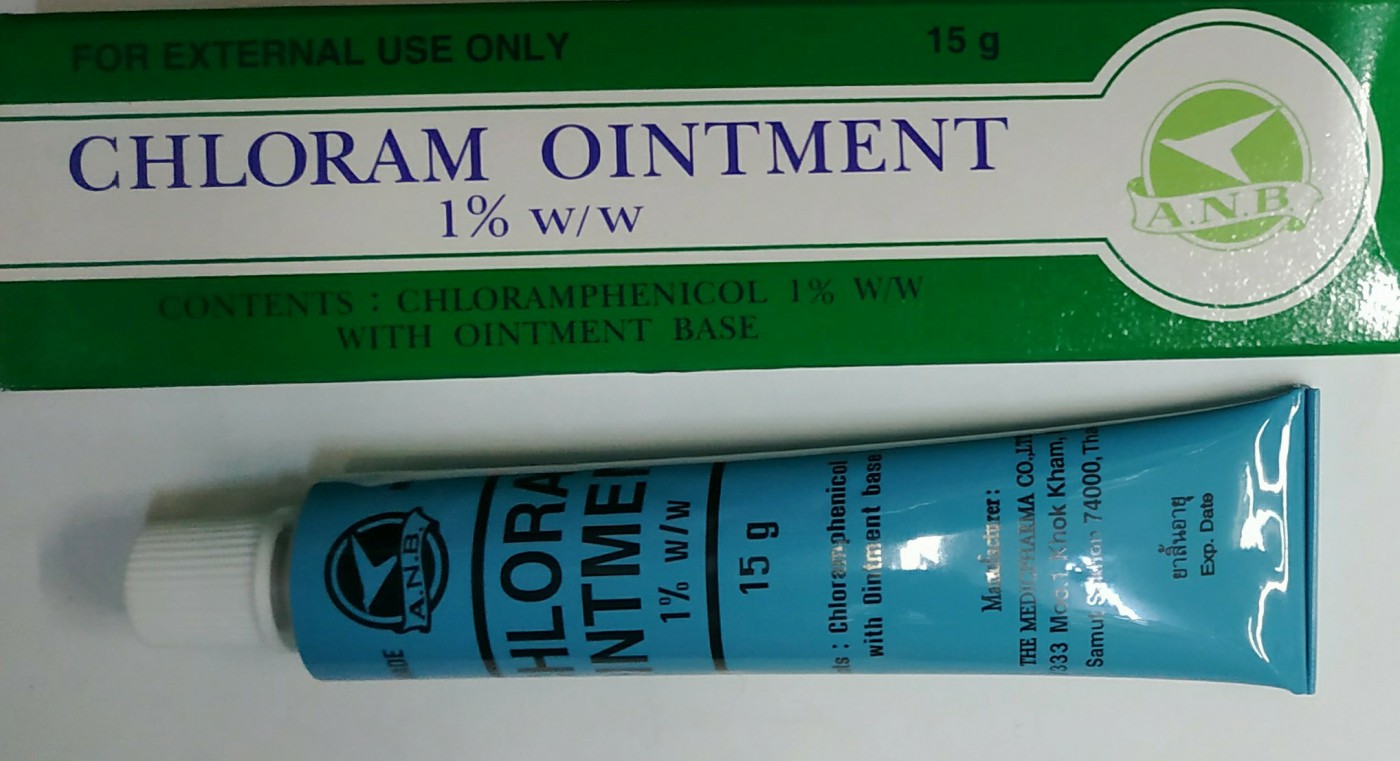 FOR EXTERNAL USE ONLY
15 g
CHLORAM OINTMENT
1% W/W
A.N.B.
CONTENTS : CHLORAMPHENICOL 1% W/W
WITH OINTMENT BASE
A.N.B.
HLORA
INTME
1% W/W
15 g
ts : Chloramphenicol
with Ointment base
Manufacturer:
THE MEDICPHARMA CO.,LT
333 Moo 1, Khok Kham,
Samut Sakhon 74000, Tha
ยาสิ้นอายุ
Exp. Date